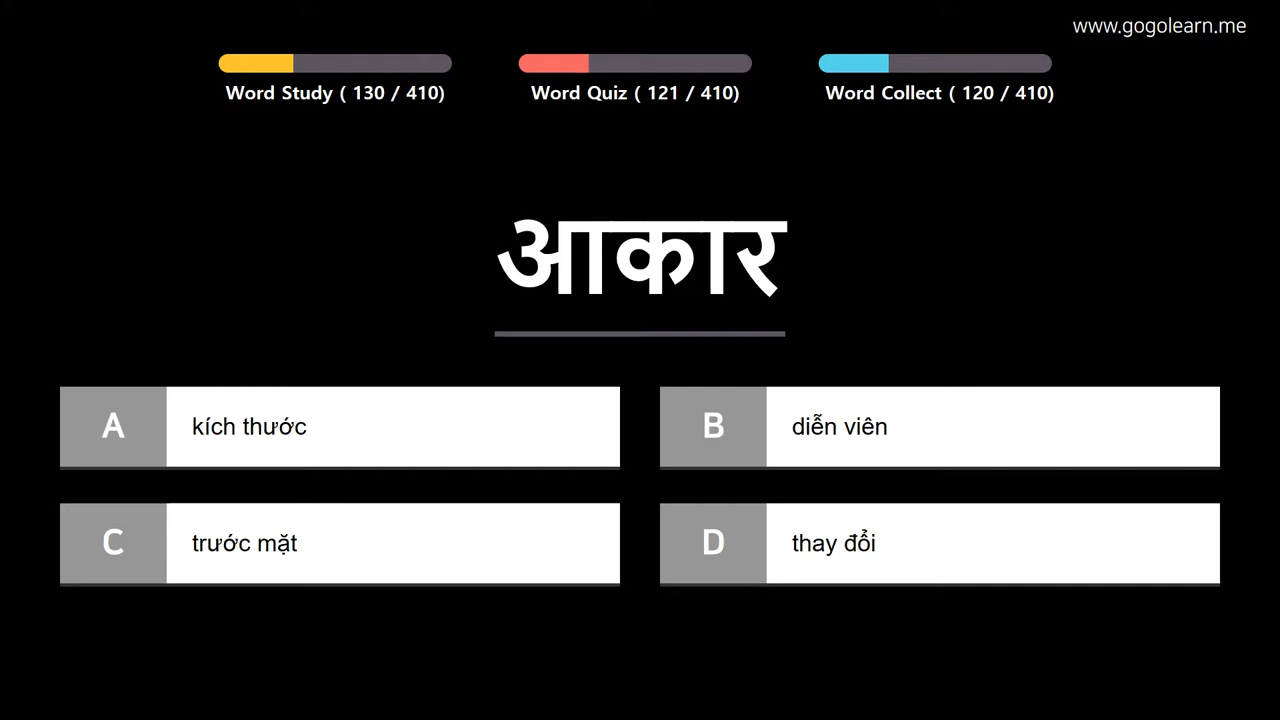 www.gogolearn.me
Word Study ( 130 / 410)
Word Quiz ( 121 / 410)
Word Collect ( 120 / 410)
आकार
A kích thước
B diễn viên
C trước mặt
D thay đổi